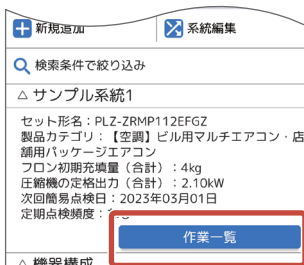 新規追加
系統編集
検索条件で絞り込み
△ サンプル系統1
セット形名：PLZ-ZRMP112EFGZ
製品カテゴリ：【空調】ビル用マルチエアコン・店
舗用パッケージエアコン
フロン初期充填量（合計）：4kg
圧縮機の定格出力（合計）：2.10kW
次回簡易点検日：2023年03月01日
定期点検頻度：
作業一覧
△ 機器構成